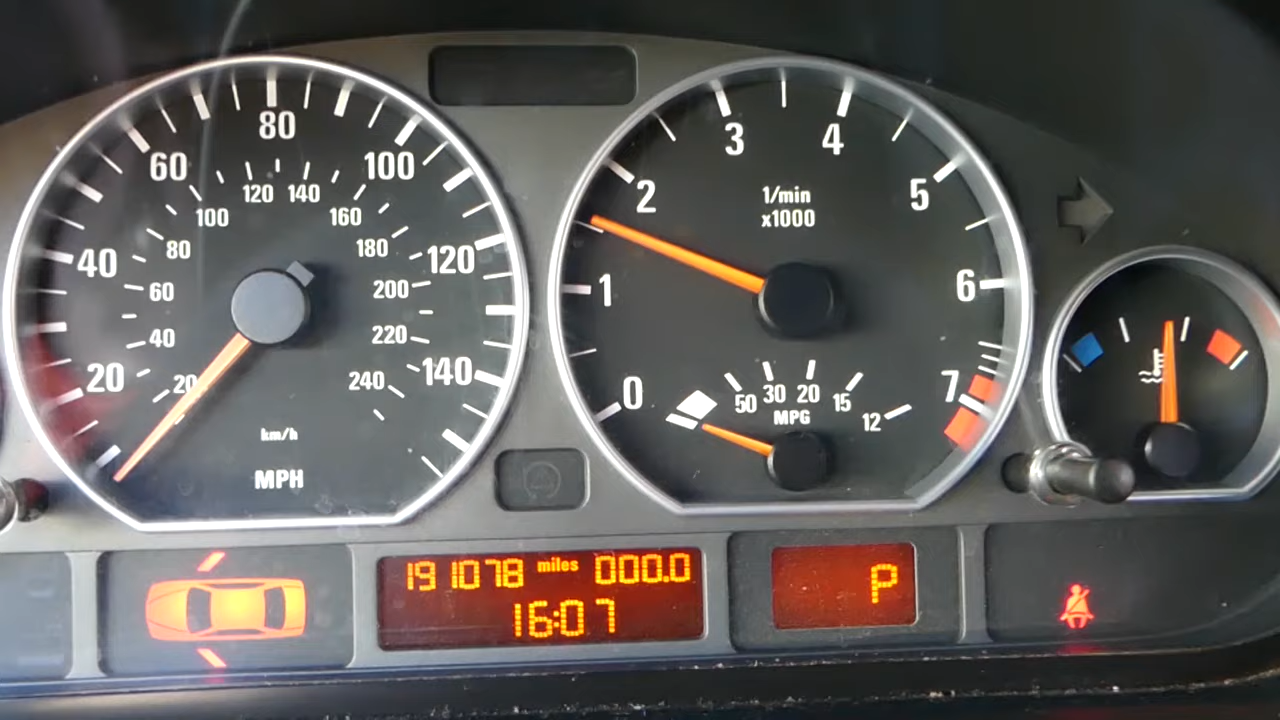 80
60
100
40
120
20
140
MPH
120 140
100 160
80 180
60 200
40 220
20 240
km/h
3 4
2 5
1 6
0 7
1/min
x1000
50 30 20 15 12
MPG
191078 miles 000.0
16:07
P